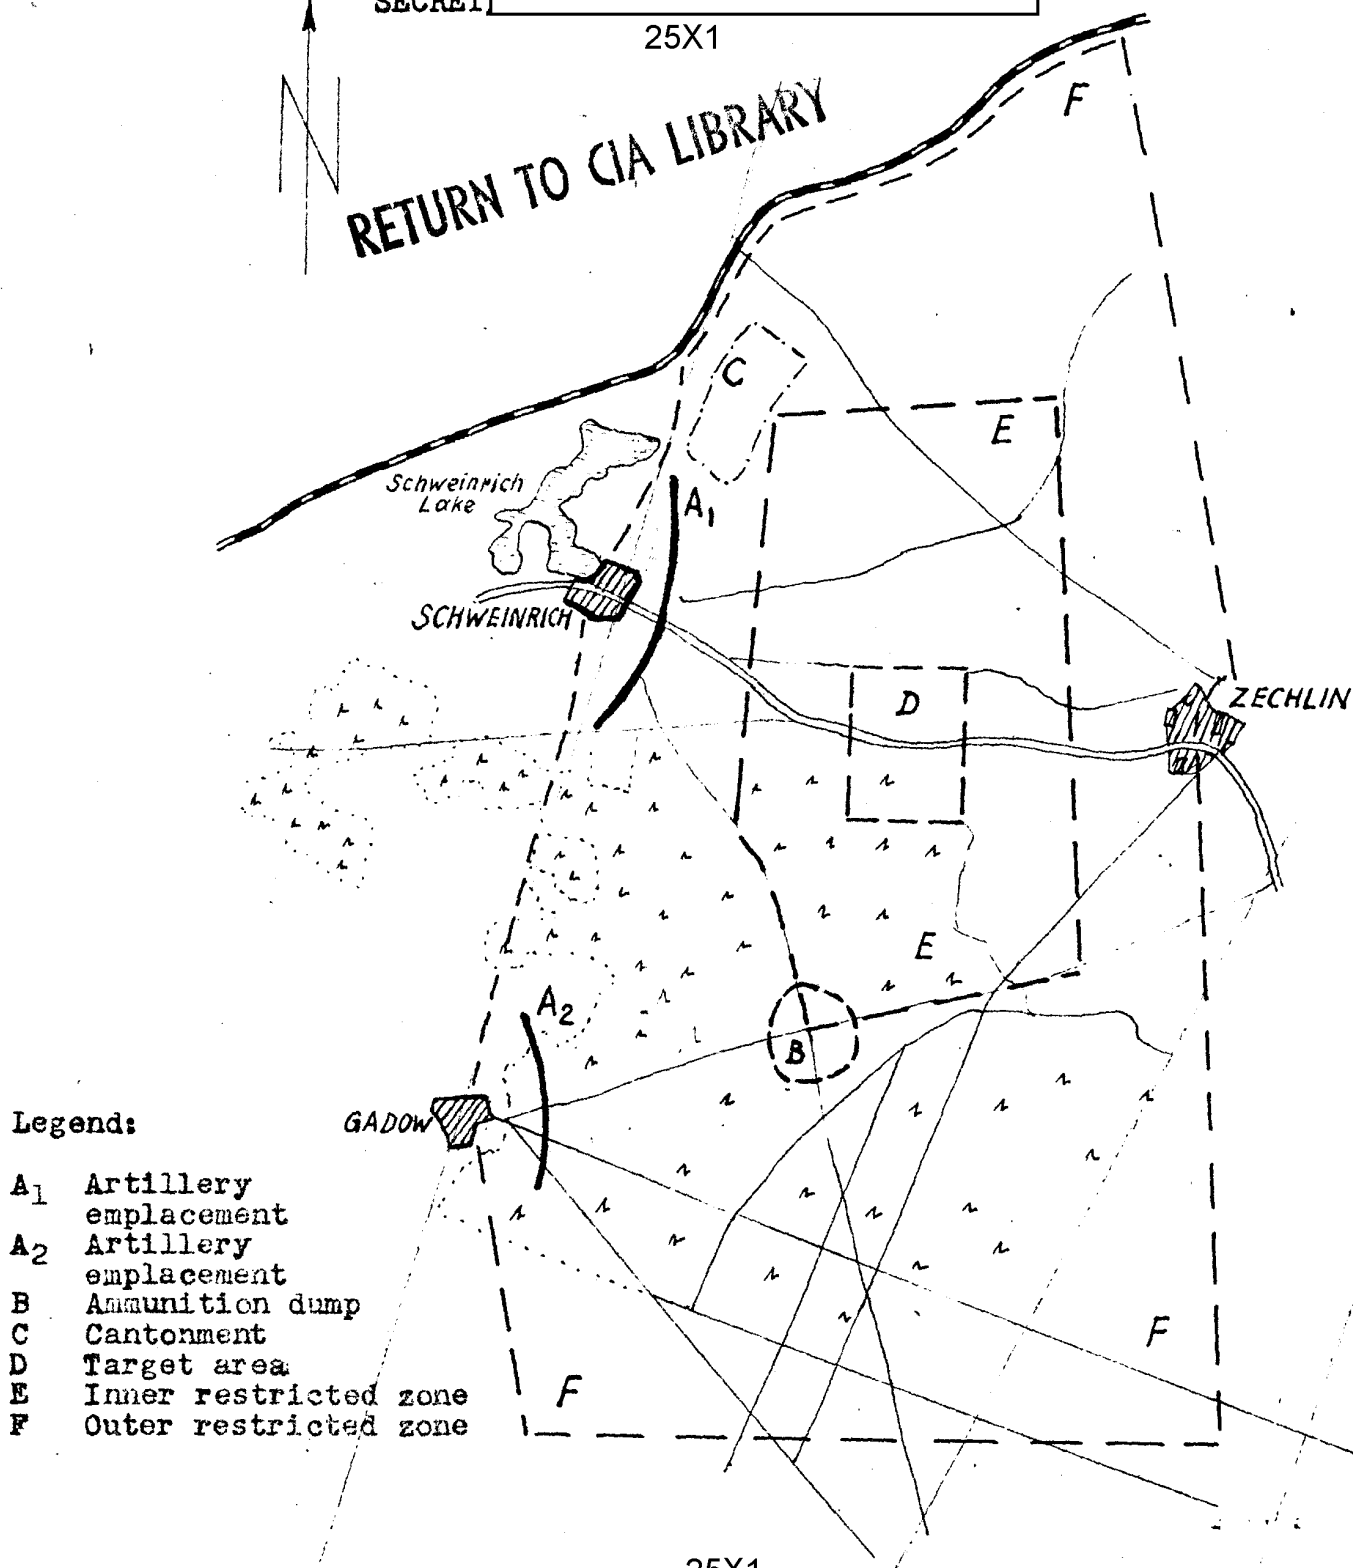 SECRET
25X1
N
RETURN TO CIA LIBRARY
F
C
E
Schweinrich
Lake
A1
SCHWEINRICH
D
ZECHLIN
E
A2
B
GADOW
F
F
Legend:
A1 Artillery
emplacement
A2 Artillery
emplacement
B Ammunition dump
C Cantonment
D Target area
E Inner restricted zone
F Outer restricted zone
25X1